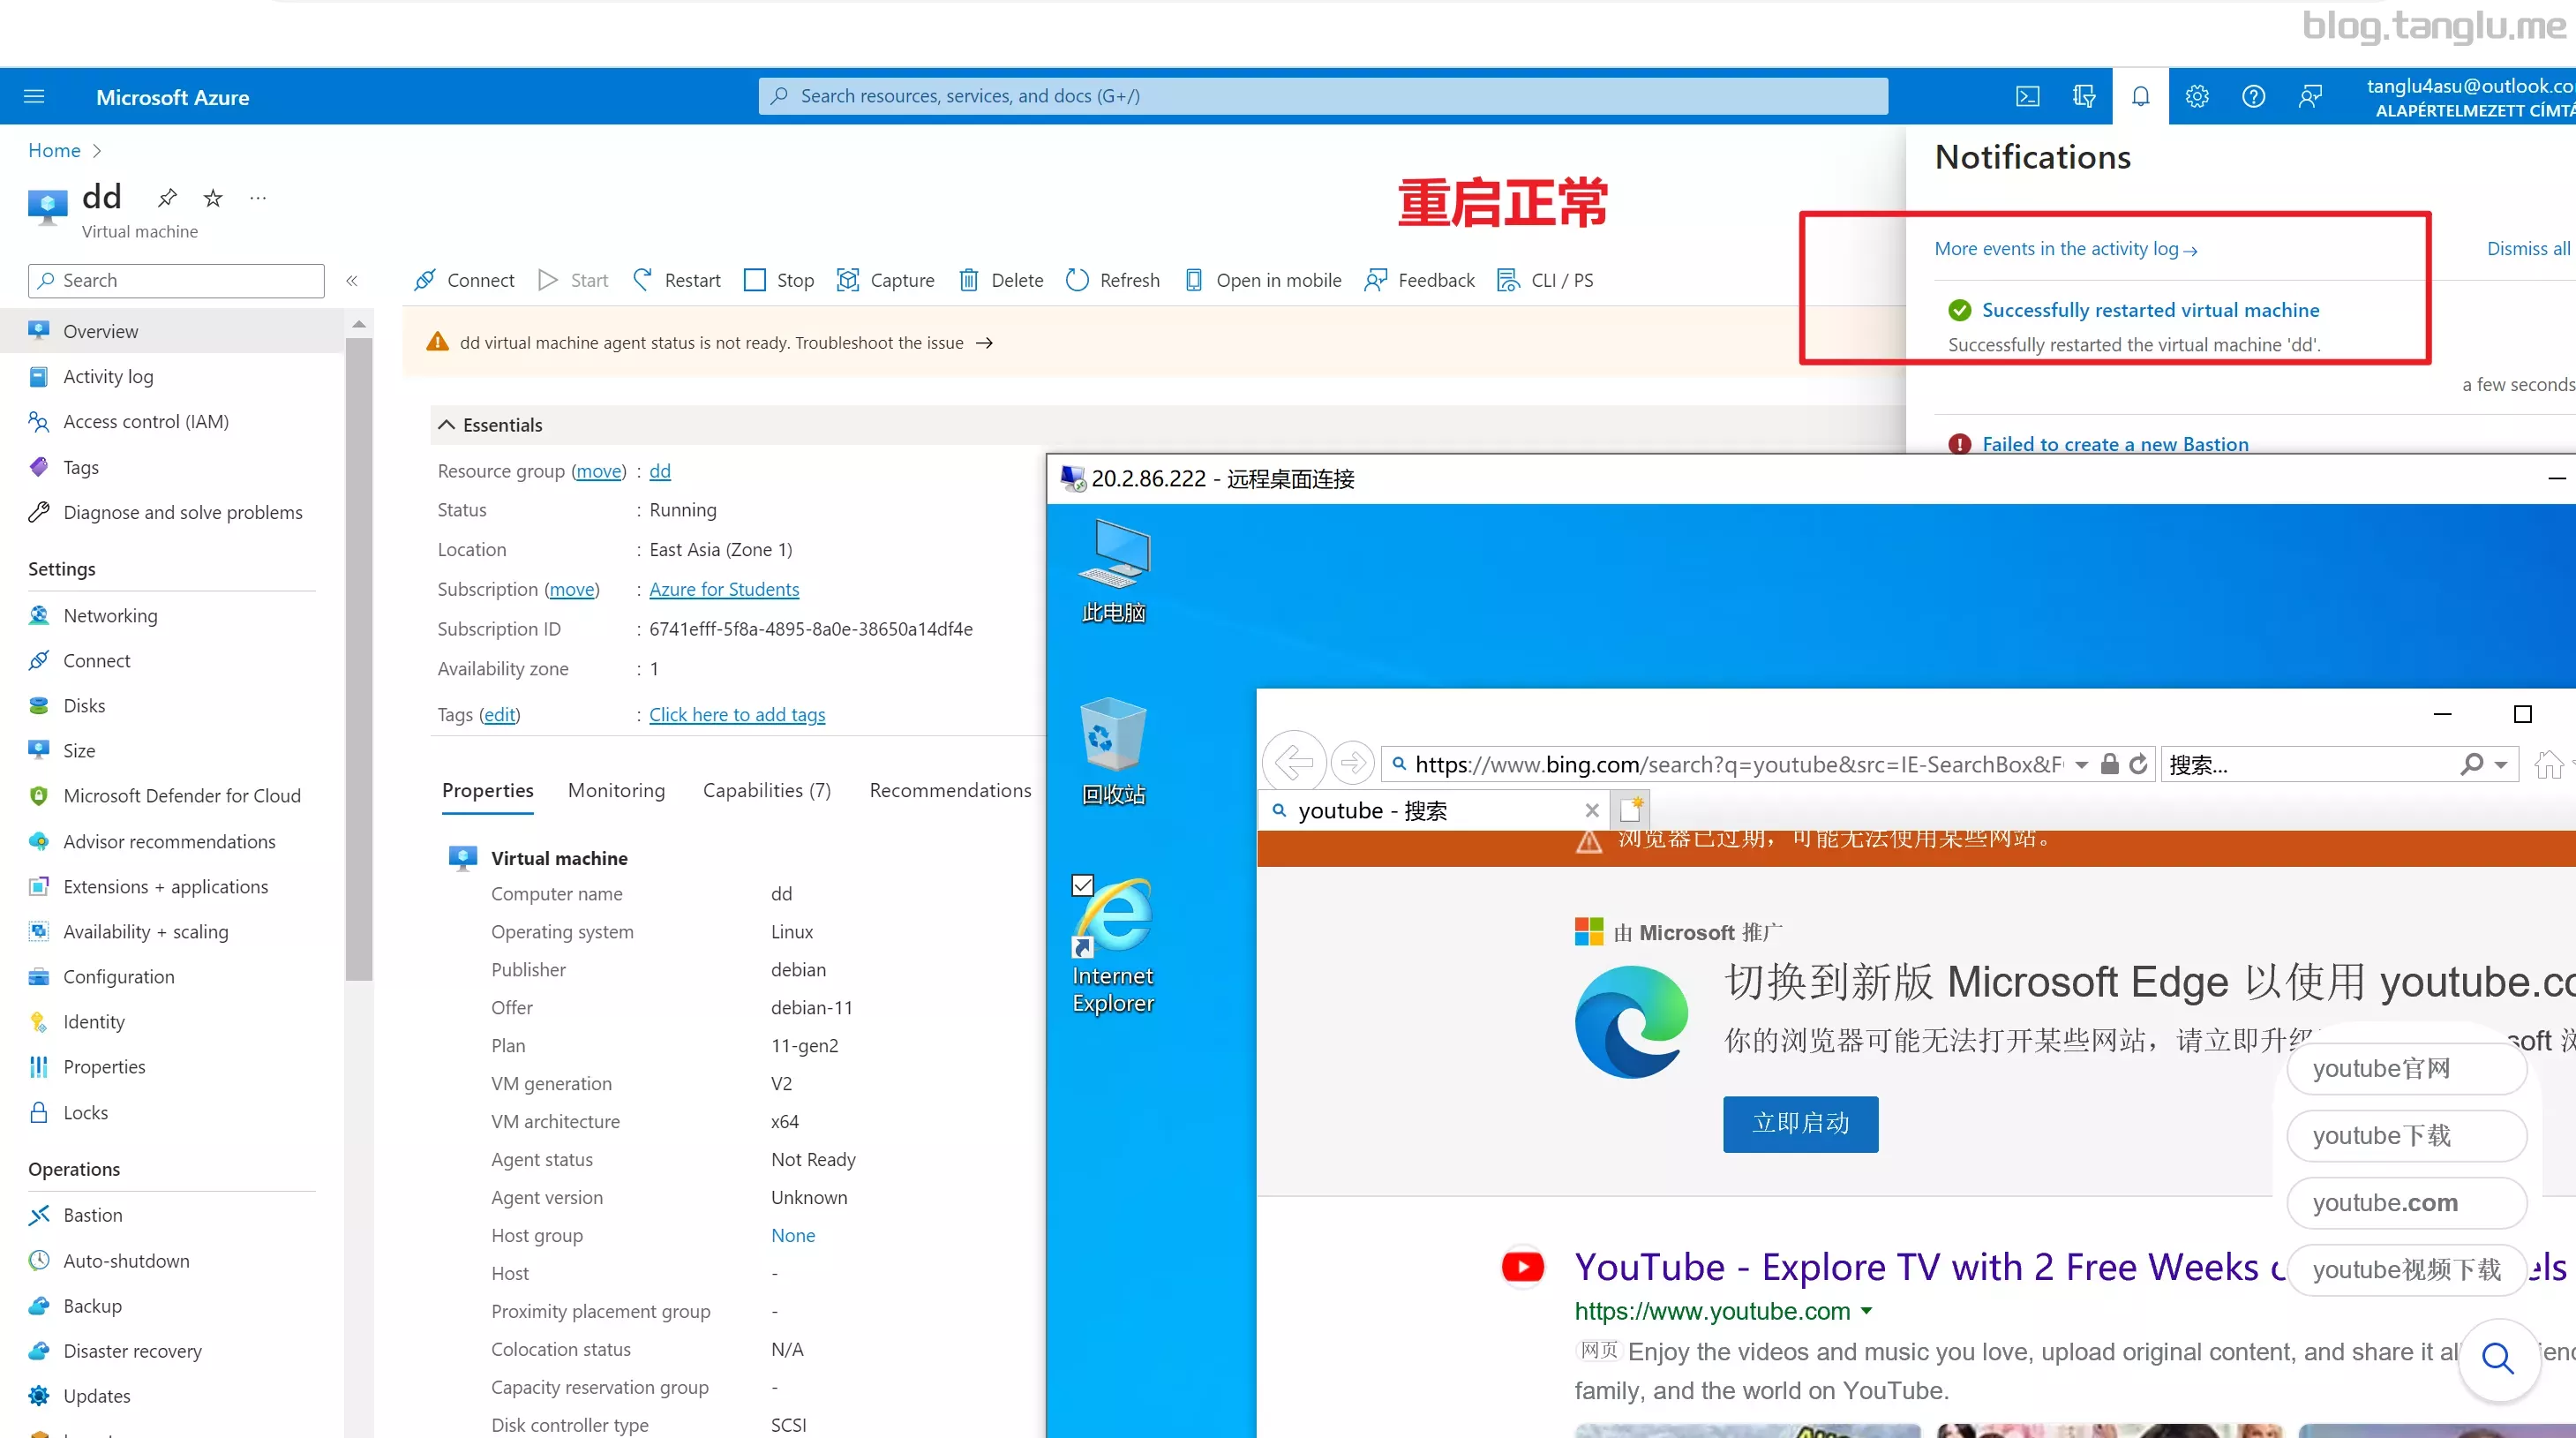 blog.tanglu.me
Microsoft Azure
Search resources, services, and docs (G+/)
tanglu4asu@outlook.co
ALAPÉRTELMEZETT CÍMTÁ
Home
dd
Virtual machine
重启正常
Search
Connect
Start
Restart
Stop
Capture
Delete
Refresh
Open in mobile
Feedback
CLI / PS
dd virtual machine agent status is not ready. Troubleshoot the issue →
Overview
Activity log
Access control (IAM)
Tags
Diagnose and solve problems
Settings
Networking
Connect
Disks
Size
Microsoft Defender for Cloud
Advisor recommendations
Extensions + applications
Availability + scaling
Configuration
Identity
Properties
Locks
Operations
Bastion
Auto-shutdown
Backup
Disaster recovery
Updates
Essentials
Resource group (move) : dd
Status : Running
Location : East Asia (Zone 1)
Subscription (move) : Azure for Students
Subscription ID : 6741efff-5f8a-4895-8a0e-38650a14df4e
Availability zone : 1
Tags (edit) : Click here to add tags
Properties
Monitoring
Capabilities (7)
Recommendations
Virtual machine
Computer name dd
Operating system Linux
Publisher debian
Offer debian-11
Plan 11-gen2
VM generation V2
VM architecture x64
Agent status Not Ready
Agent version Unknown
Host group None
Host -
Proximity placement group -
Colocation status N/A
Capacity reservation group -
Disk controller type SCSI
Notifications
More events in the activity log →
Dismiss all
Successfully restarted virtual machine
Successfully restarted the virtual machine 'dd'.
a few seconds
Failed to create a new Bastion
20.2.86.222 - 远程桌面连接
此电脑
回收站
Internet
Explorer
https://www.bing.com/search?q=youtube&src=IE-SearchBox&F
搜索...
youtube - 搜索
浏览器已过期，可能无法使用某些网站。
由 Microsoft 推广
切换到新版 Microsoft Edge 以使用 youtube.co
你的浏览器可能无法打开某些网站，请立即升级
soft 浏
立即启动
youtube官网
youtube下载
youtube.com
youtube视频下载
YouTube - Explore TV with 2 Free Weeks
els
https://www.youtube.com
网页 Enjoy the videos and music you love, upload original content, and share it al
family, and the world on YouTube.